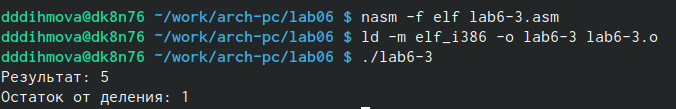 dddihmova@dk8n76 ~/work/arch-pc/lab06 $ nasm -f elf lab6-3.asm
dddihmova@dk8n76 ~/work/arch-pc/lab06 $ ld -m elf_i386 -o lab6-3 lab6-3.o
dddihmova@dk8n76 ~/work/arch-pc/lab06 $ ./lab6-3
Результат: 5
Остаток от деления: 1